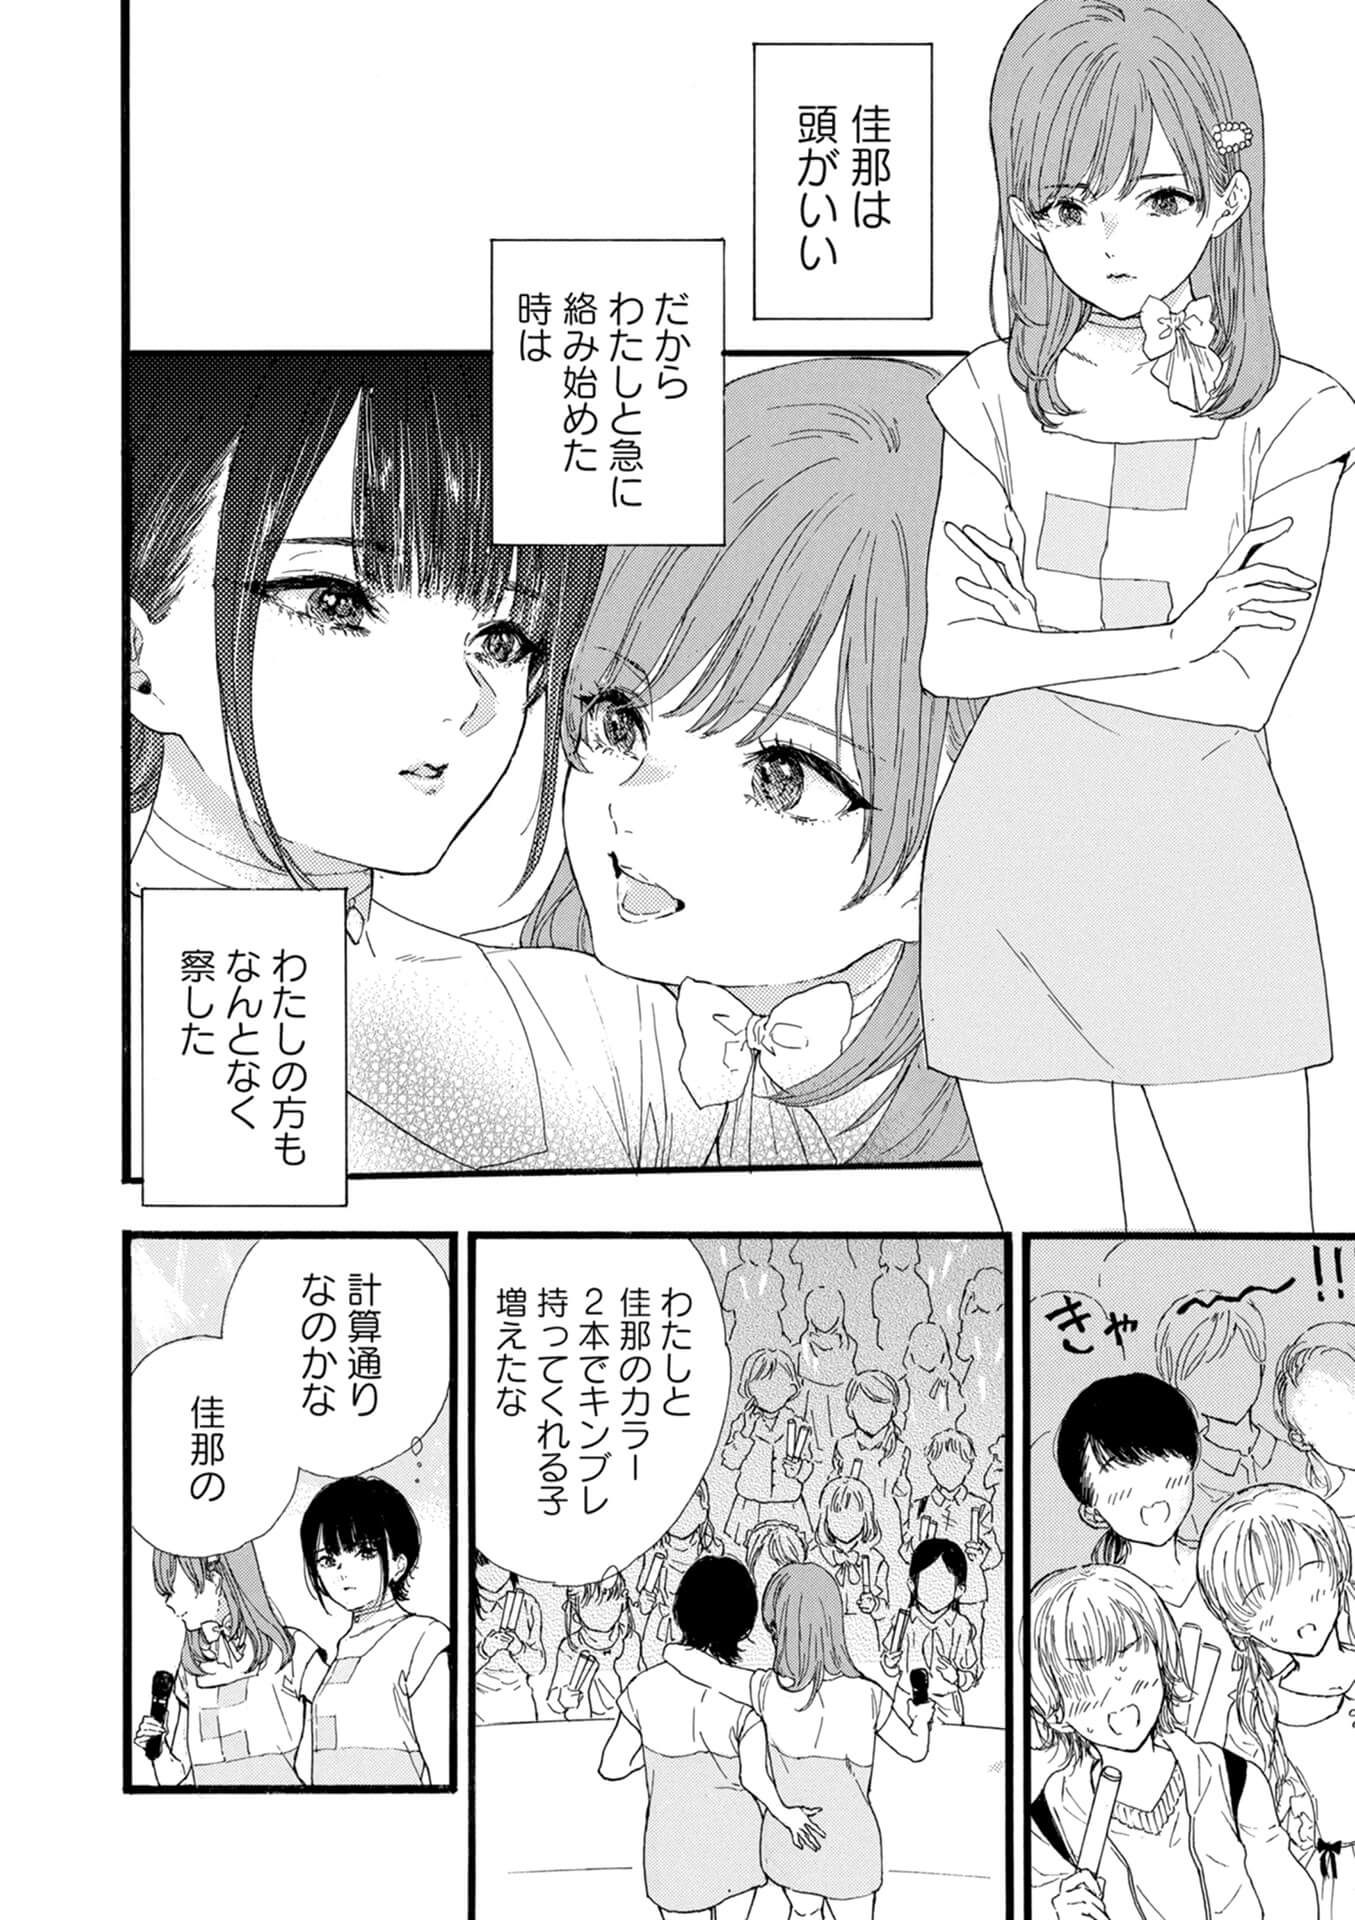 佳那は
頭がいい
だから
わたしと急に
絡み始めた
時は
わたしの方も
なんとなく
察した
きゃ〜〜!!
わたしと
佳那のカラー
2本でキンブレ
持ってくれる子
増えたな
計算通り
なのかな
佳那の